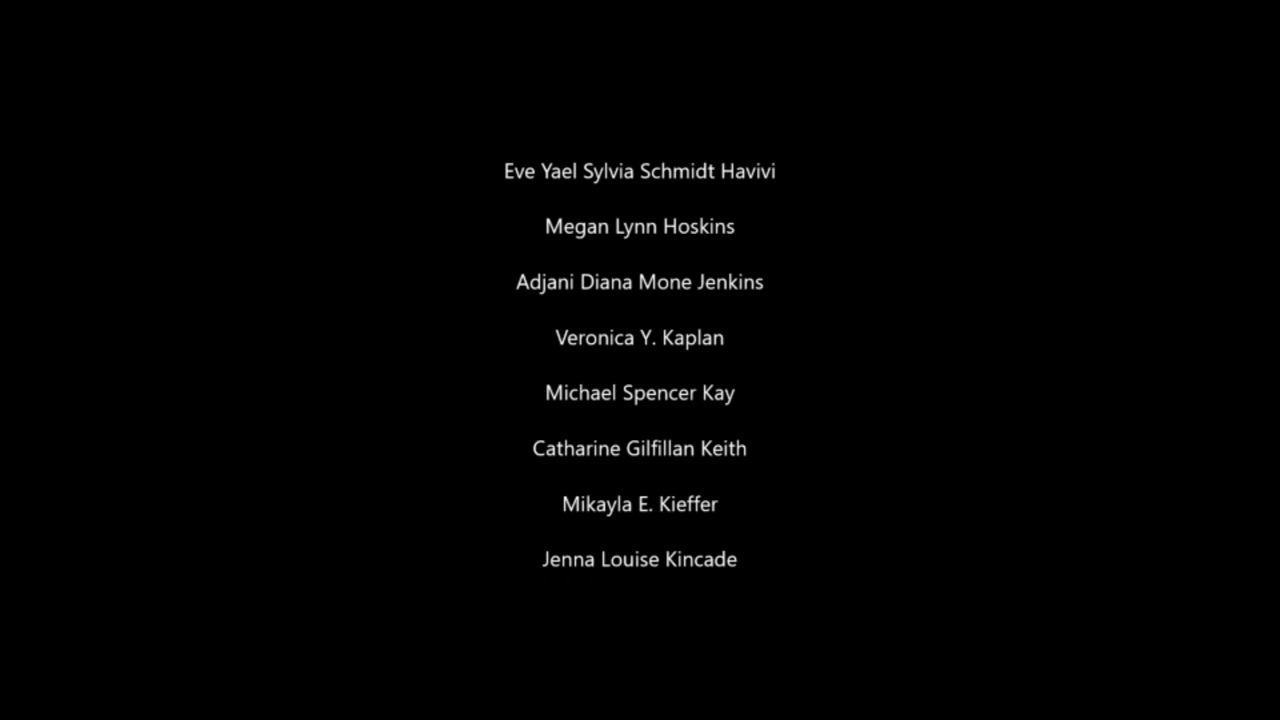 Eve Yael Sylvia Schmidt Havivi
Megan Lynn Hoskins
Adjani Diana Mone Jenkins
Veronica Y. Kaplan
Michael Spencer Kay
Catharine Gilfillan Keith
Mikayla E. Kieffer
Jenna Louise Kincade